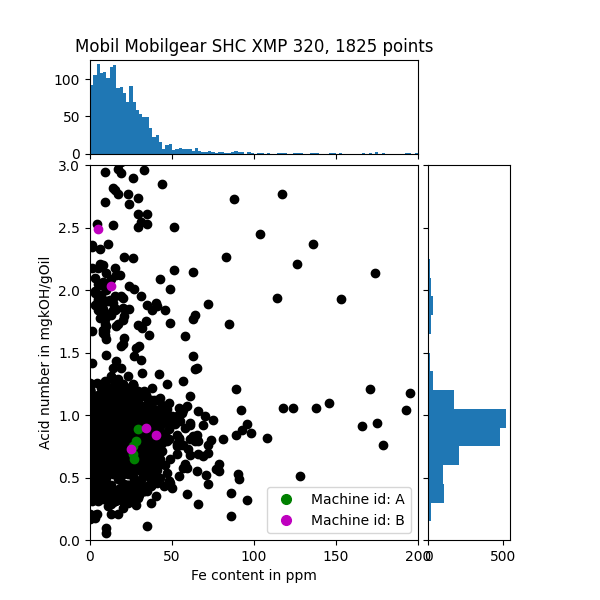 Mobil Mobilgear SHC XMP 320, 1825 points
100
50
0
3.0
2.5
2.0
1.5
1.0
0.5
0.0
Acid number in mgkOH/gOil
Machine id: A
Machine id: B
0 50 100 150 200 0 500
Fe content in ppm